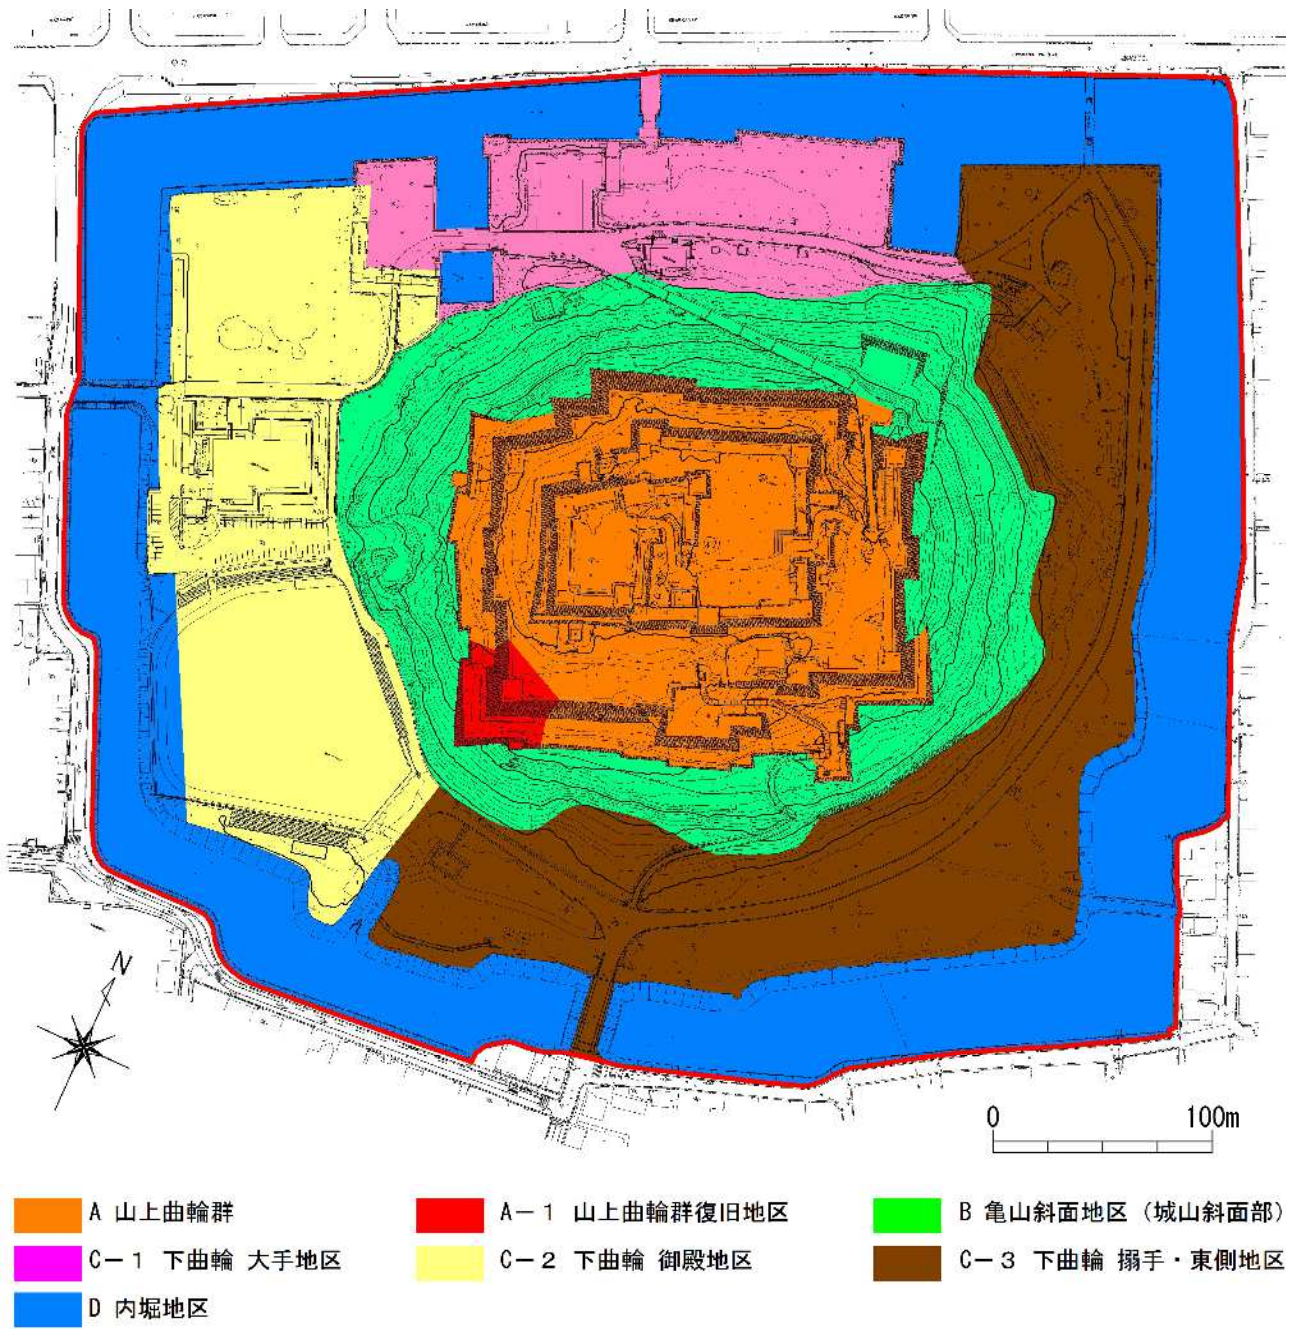 N
0 100m
A 山上曲輪群
A-1 山上曲輪群復旧地区
B 亀山斜面地区（城山斜面部）
C-1 下曲輪 大手地区
C-2 下曲輪 御殿地区
C-3 下曲輪 搦手・東側地区
D 内堀地区